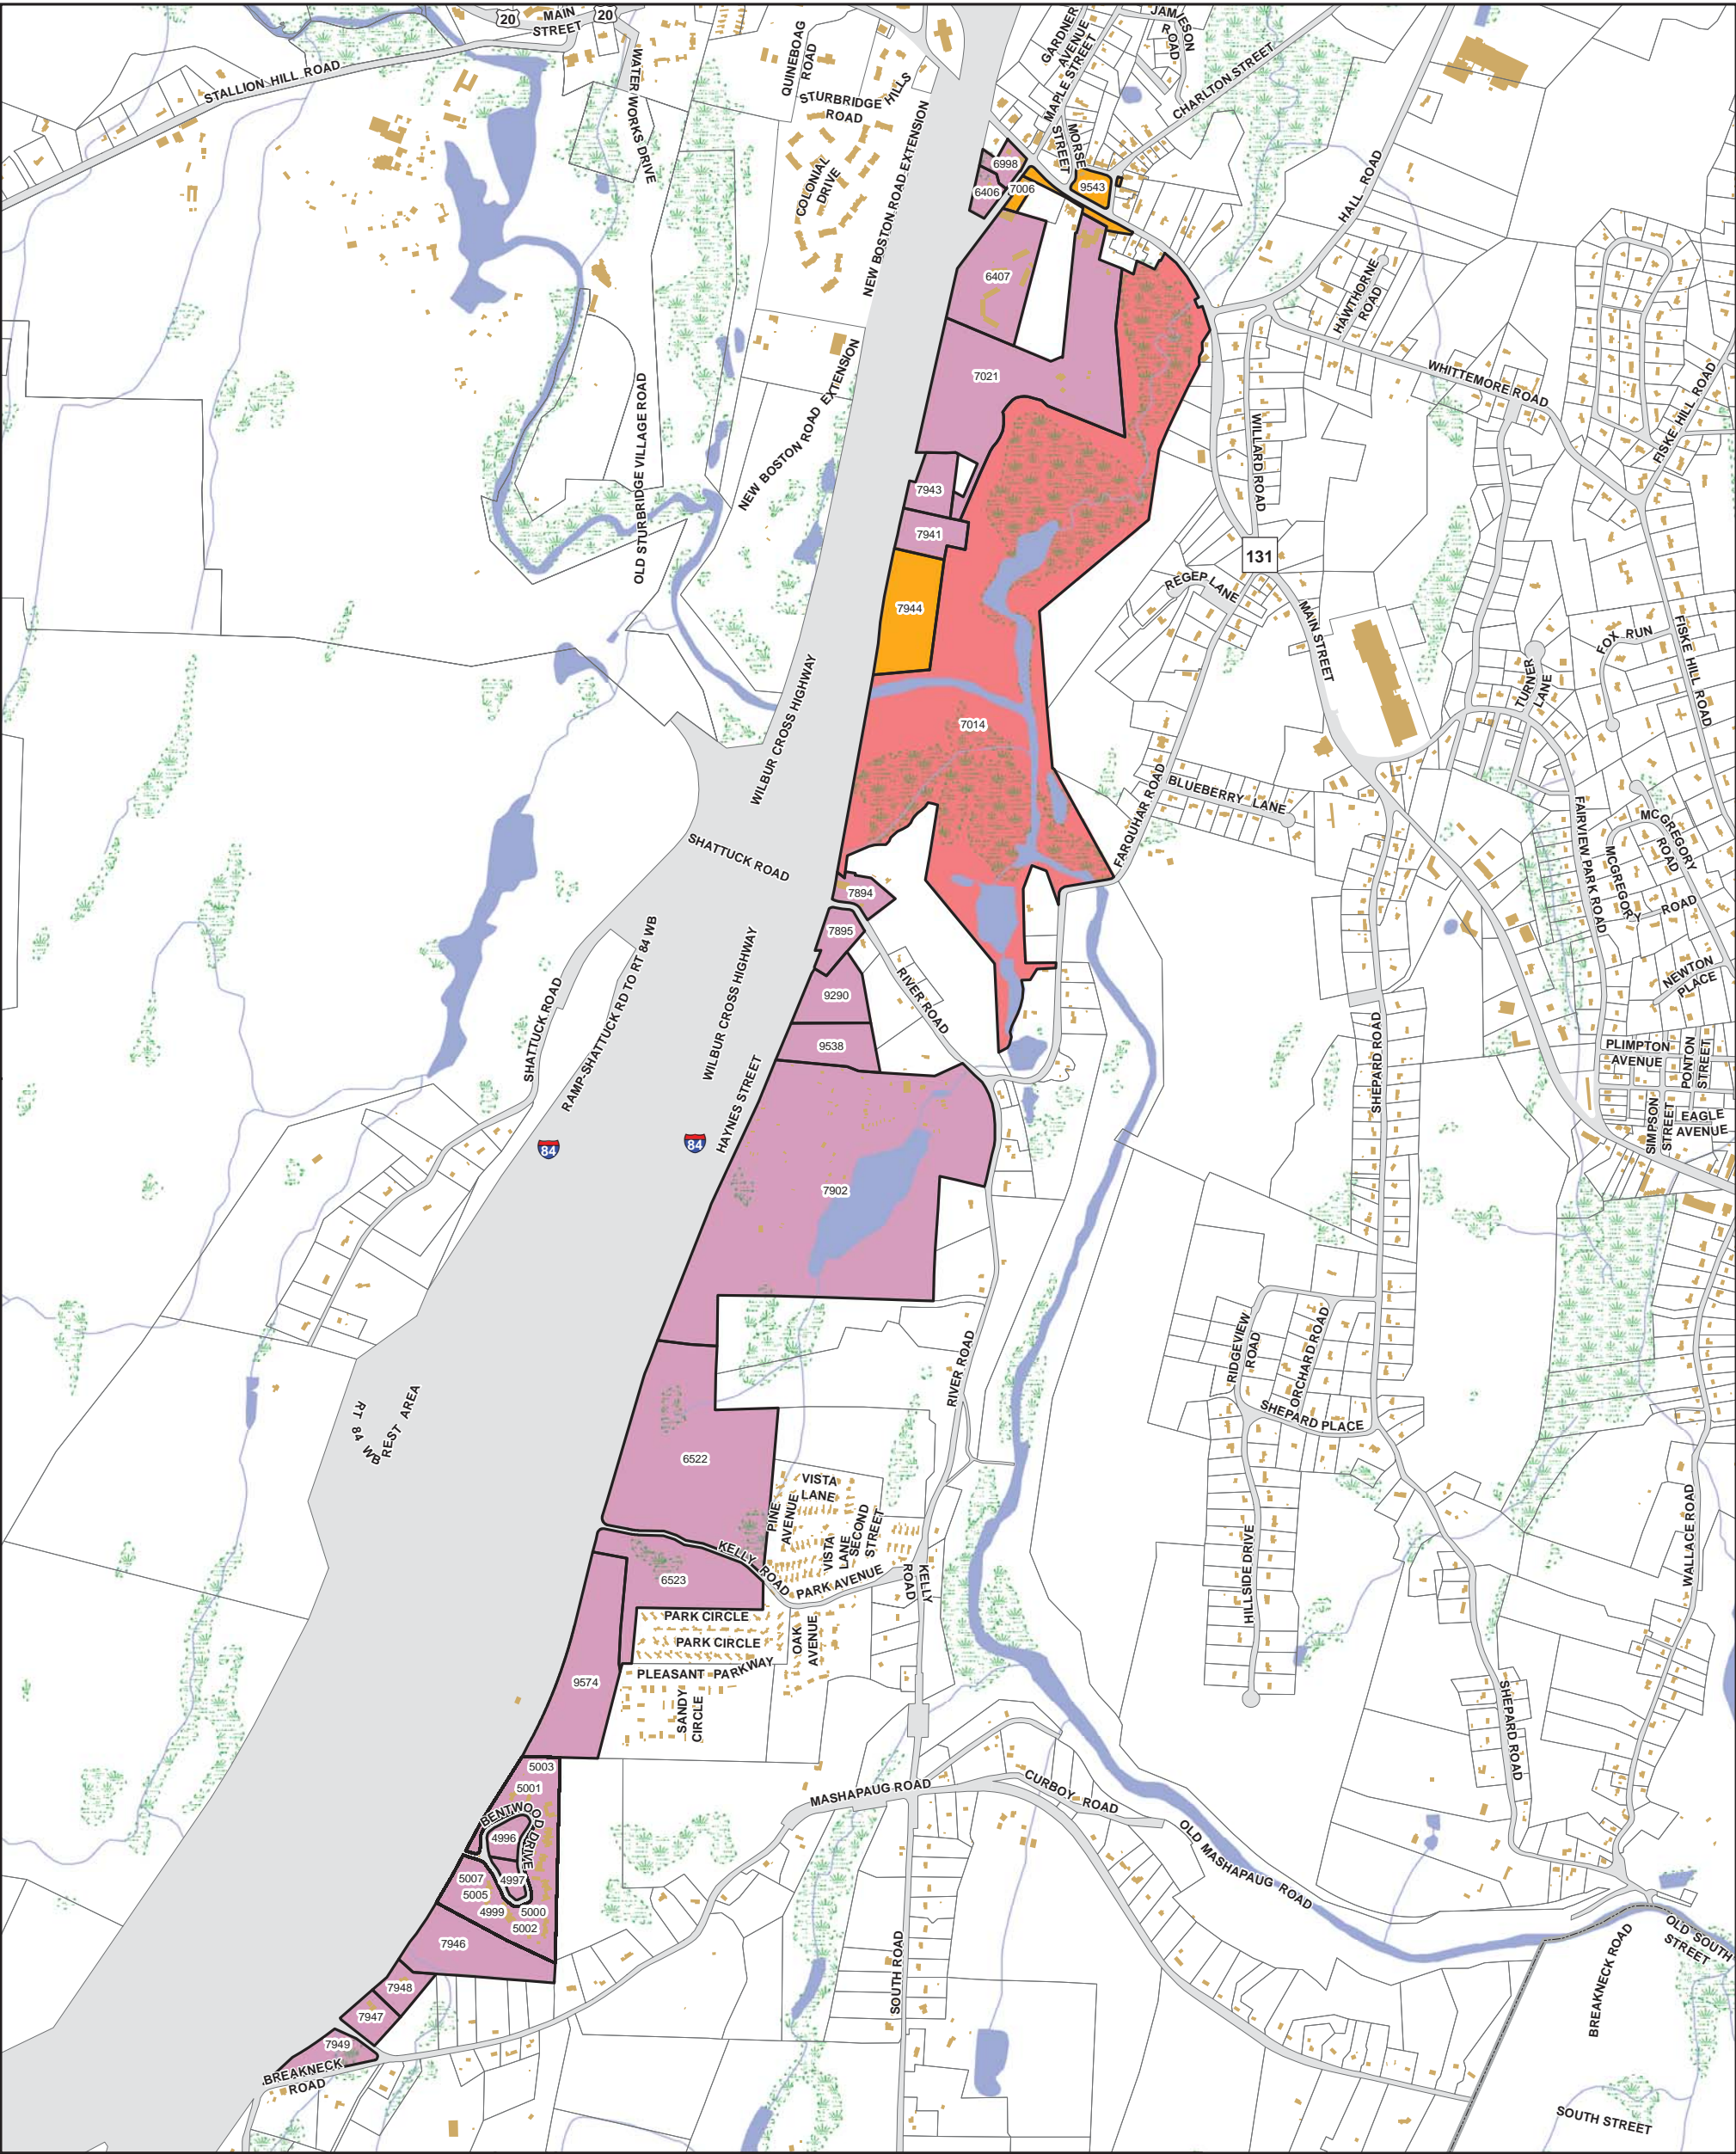 20
MAIN
STREET
20
STALLION HILL ROAD
WATER WORKS DRIVE
QUINEBOAG
ROAD
STURBRIDGE HILLS
ROAD
COLONIAL
DRIVE
NEW BOSTON ROAD EXTENSION
GARDNER
AVENUE
MAPLE STREET
JAMIESON
ROAD
CHARLTON STREET
MORSE
STREET
HALL ROAD
6998
6406
7006
9543
6407
HAWTHORNE
ROAD
WHITTEMORE ROAD
FISKE HILL ROAD
NEW BOSTON ROAD EXTENSION
OLD STURBRIDGE VILLAGE ROAD
7021
WILLARD ROAD
7943
7941
131
REGEP LANE
MAIN STREET
7944
FOX RUN
FISKE HILL ROAD
TURNER
LANE
WILBUR CROSS HIGHWAY
7014
FARQUHAR ROAD
BLUEBERRY LANE
FAIRVIEW PARK ROAD
MC GREGORY
ROAD
MCGREGORY
ROAD
SHATTUCK ROAD
7894
7895
NEWTON
PLACE
RIVER ROAD
SHATTUCK ROAD
RAMP-SHATTUCK RD TO RT 84 WB
WILBUR CROSS HIGHWAY
9290
9538
SHEPARD ROAD
PLIMPTON
AVENUE
PONTON
STREET
SIMPSON
STREET
EAGLE
AVENUE
HAYNES STREET
84
84
7902
RIDGEVIEW
ROAD
ORCHARD ROAD
SHEPARD PLACE
RIVER ROAD
RT 84 WB
REST AREA
6522
VISTA
LANE
PINE
AVENUE
VISTA
LANE
SECOND
STREET
KELLY ROAD
PARK AVENUE
KELLY
ROAD
HILLSIDE DRIVE
WALLACE ROAD
6523
PARK CIRCLE
PARK CIRCLE
OAK
AVENUE
PLEASANT PARKWAY
SANDY
CIRCLE
9574
SHEPARD ROAD
5003
5001
BENTWOOD DRIVE
4996
4997
5007
5005
4999
5000
5002
MASHAPAUG ROAD
CURBOY ROAD
OLD MASHAPAUG ROAD
7946
7948
7947
7949
BREAKNECK
ROAD
SOUTH ROAD
BREAKNECK ROAD
OLD SOUTH
STREET
SOUTH STREET